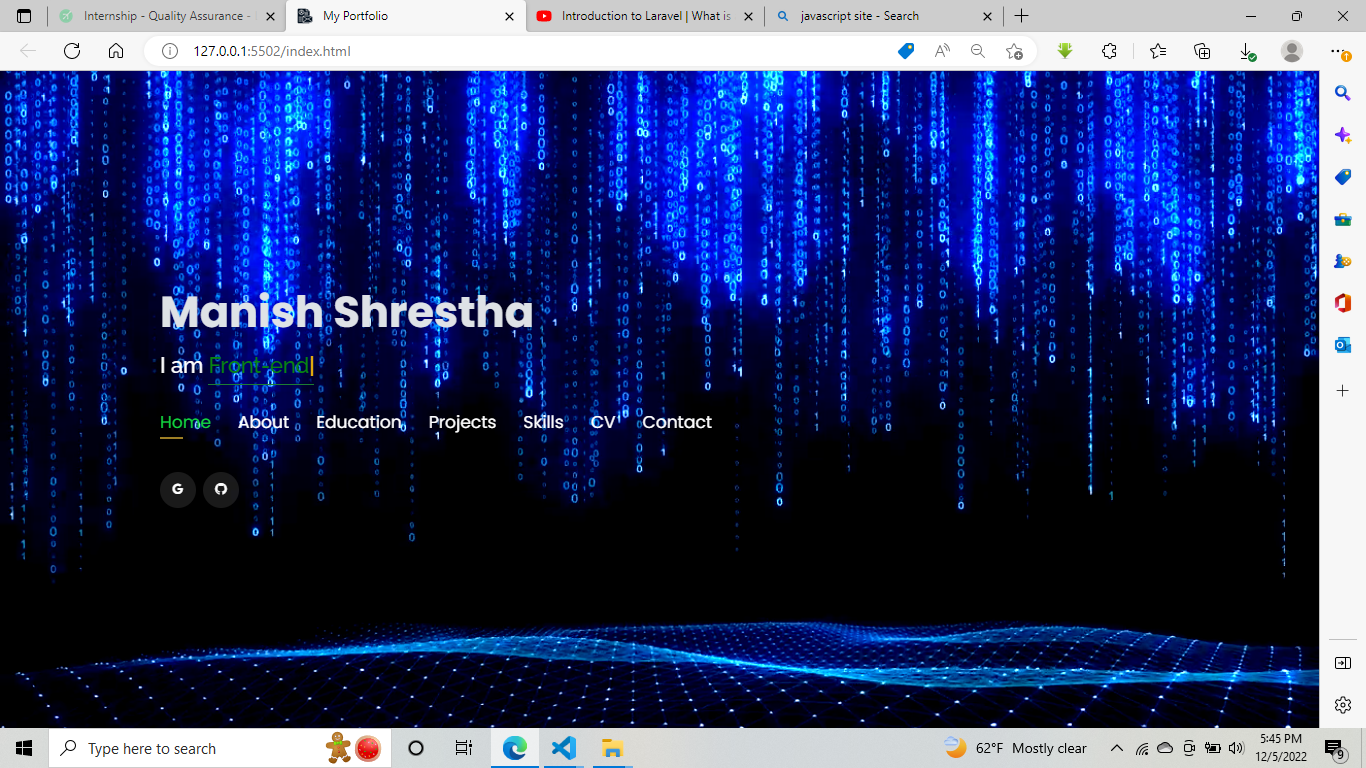 Internship - Quality Assurance -
My Portfolio
Introduction to Laravel | What is
javascript site - Search
127.0.0.1:5502/index.html
Manish Shrestha
I am Front-end|
Home About Education Projects Skills CV Contact
Type here to search
62°F Mostly clear
5:45 PM
12/5/2022
9